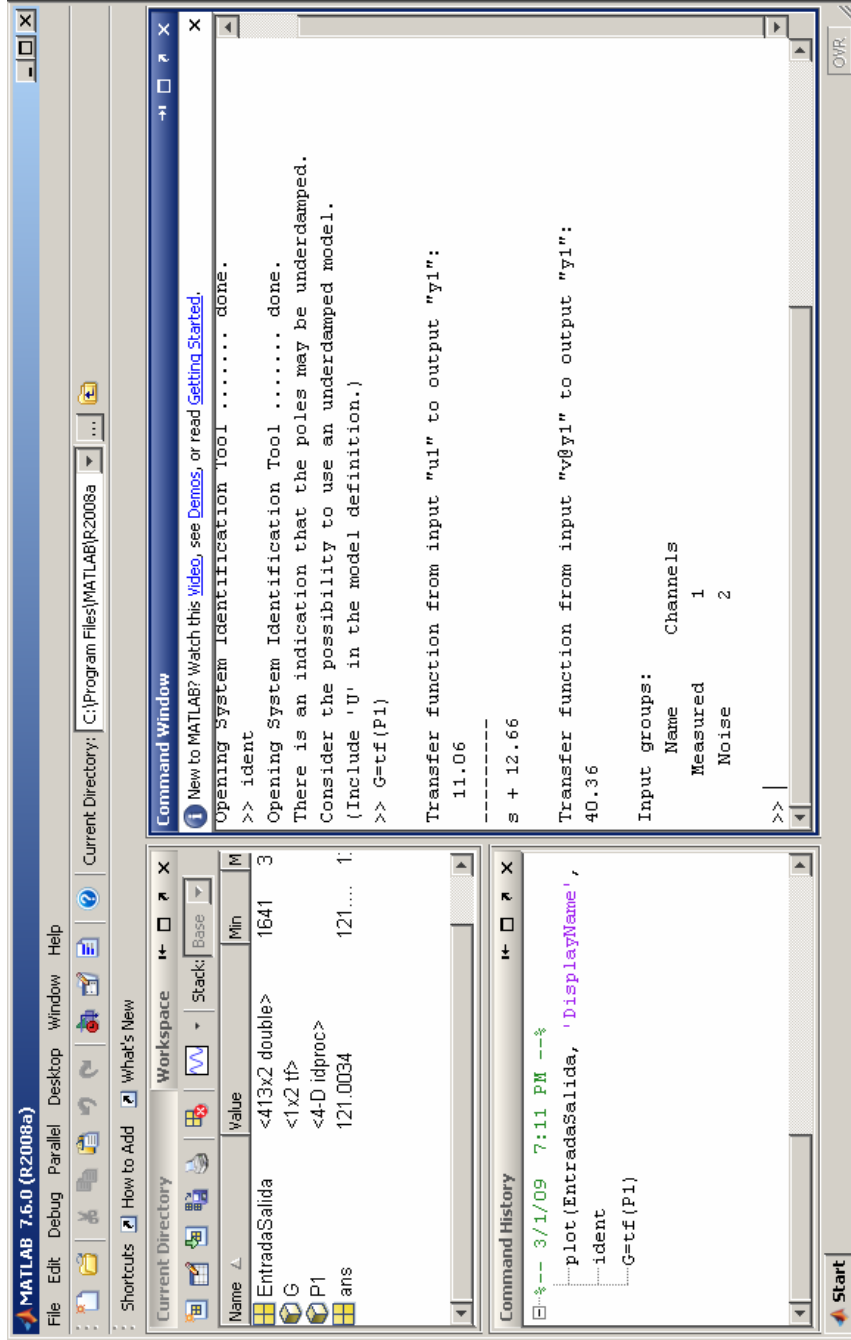 MATLAB 7.6.0 (R2008a)
File Edit Debug Parallel Desktop Window Help
Current Directory: C:\Program Files\MATLAB\R2008a ...
Shortcuts How to Add What's New
Current Directory Workspace
Stack: Base
Name Value Min M
EntradaSalida <413x2 double> 1641 3
G <1x2 tf>
P1 <4-D idproc>
ans 121.0034 121....
Command History
%-- 3/1/09 7:11 PM --%
plot(EntradaSalida, 'DisplayName',
ident
G=tf(P1)
Command Window
New to MATLAB? Watch this Video, see Demos, or read Getting Started.
Opening System Identification Tool ....... done.
>> ident
Opening System Identification Tool ....... done.
There is an indication that the poles may be underdamped.
Consider the possibility to use an underdamped model.
(Include 'U' in the model definition.)
>> G=tf(P1)
Transfer function from input "u1" to output "y1":
11.06
---------
s + 12.66
Transfer function from input "v@y1" to output "y1":
40.36
Input groups:
Name Channels
Measured 1
Noise 2
>>
Start
OVR